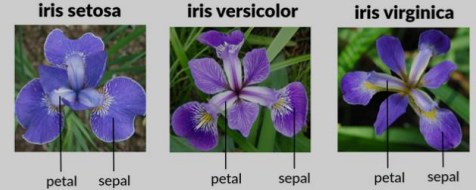 iris setosa
iris versicolor
iris virginica
petal
sepal
petal
sepal
petal
sepal